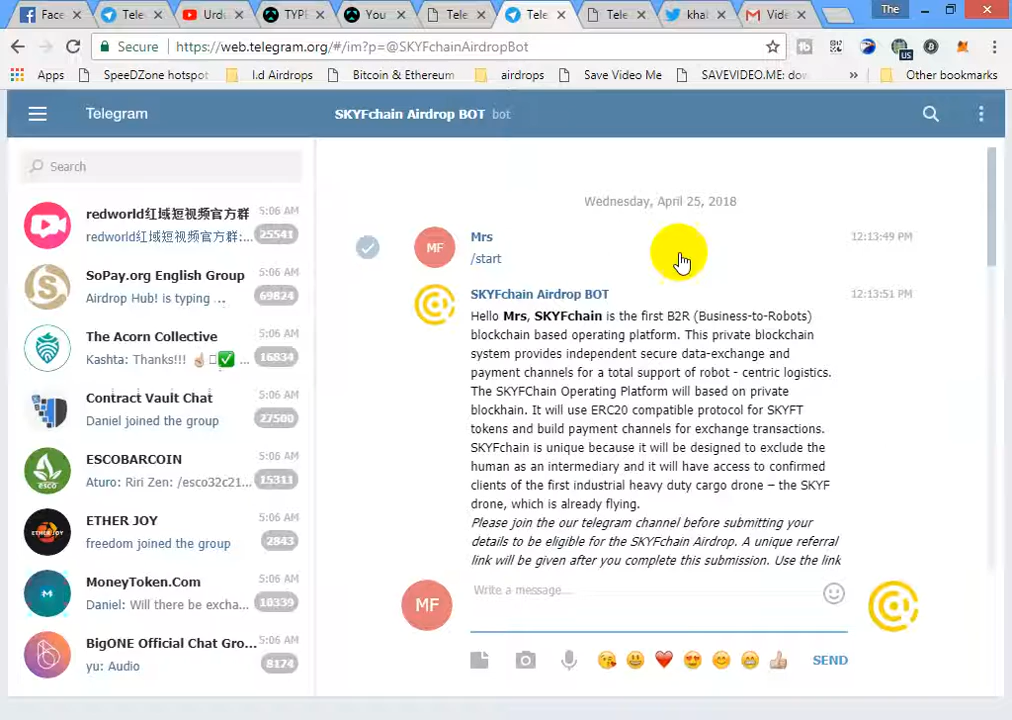 Face
Tele
Urd
TYPE
You
Tele
Tele
Tele
khal
Vide
The
Secure
https://web.telegram.org/#/im?p=@SKYFchainAirdropBot
US
Apps
SpeeDZone hotspot
I.d Airdrops
Bitcoin & Ethereum
airdrops
Save Video Me
SAVEVIDEO.ME: do
»
Other bookmarks
Telegram
SKYFchain Airdrop BOT bot
Search
redworld红域短视频官方群 5:06 AM
redworld红域短视频官方群:... 25541
SoPay.org English Group 5:06 AM
Airdrop Hub! is typing ... 69824
The Acorn Collective 5:06 AM
Kashta: Thanks!!! ☝🏻 ✅ ... 16834
Contract Vault Chat 5:06 AM
Daniel joined the group 27500
ESCOBARCOIN 5:06 AM
Aturo: Riri Zen: /esco32c21... 15311
ETHER JOY 5:06 AM
freedom joined the group 2843
MoneyToken.Com 5:06 AM
Daniel: Will there be excha... 10339
BigONE Official Chat Gro... 5:06 AM
yu: Audio 8174
esco
ETHER JOY
Wednesday, April 25, 2018
MF
Mrs 12:13:49 PM
/start
SKYFchain Airdrop BOT 12:13:51 PM
Hello Mrs, SKYFchain is the first B2R (Business-to-Robots)
blockchain based operating platform. This private blockchain
system provides independent secure data-exchange and
payment channels for a total support of robot - centric logistics.
The SKYFChain Operating Platform will based on private
blockhain. It will use ERC20 compatible protocol for SKYFT
tokens and build payment channels for exchange transactions.
SKYFchain is unique because it will be designed to exclude the
human as an intermediary and it will have access to confirmed
clients of the first industrial heavy duty cargo drone – the SKYF
drone, which is already flying.
Please join the our telegram channel before submitting your
details to be eligible for the SKYFchain Airdrop. A unique referral
link will be given after you complete this submission. Use the link
MF
Write a message...
SEND